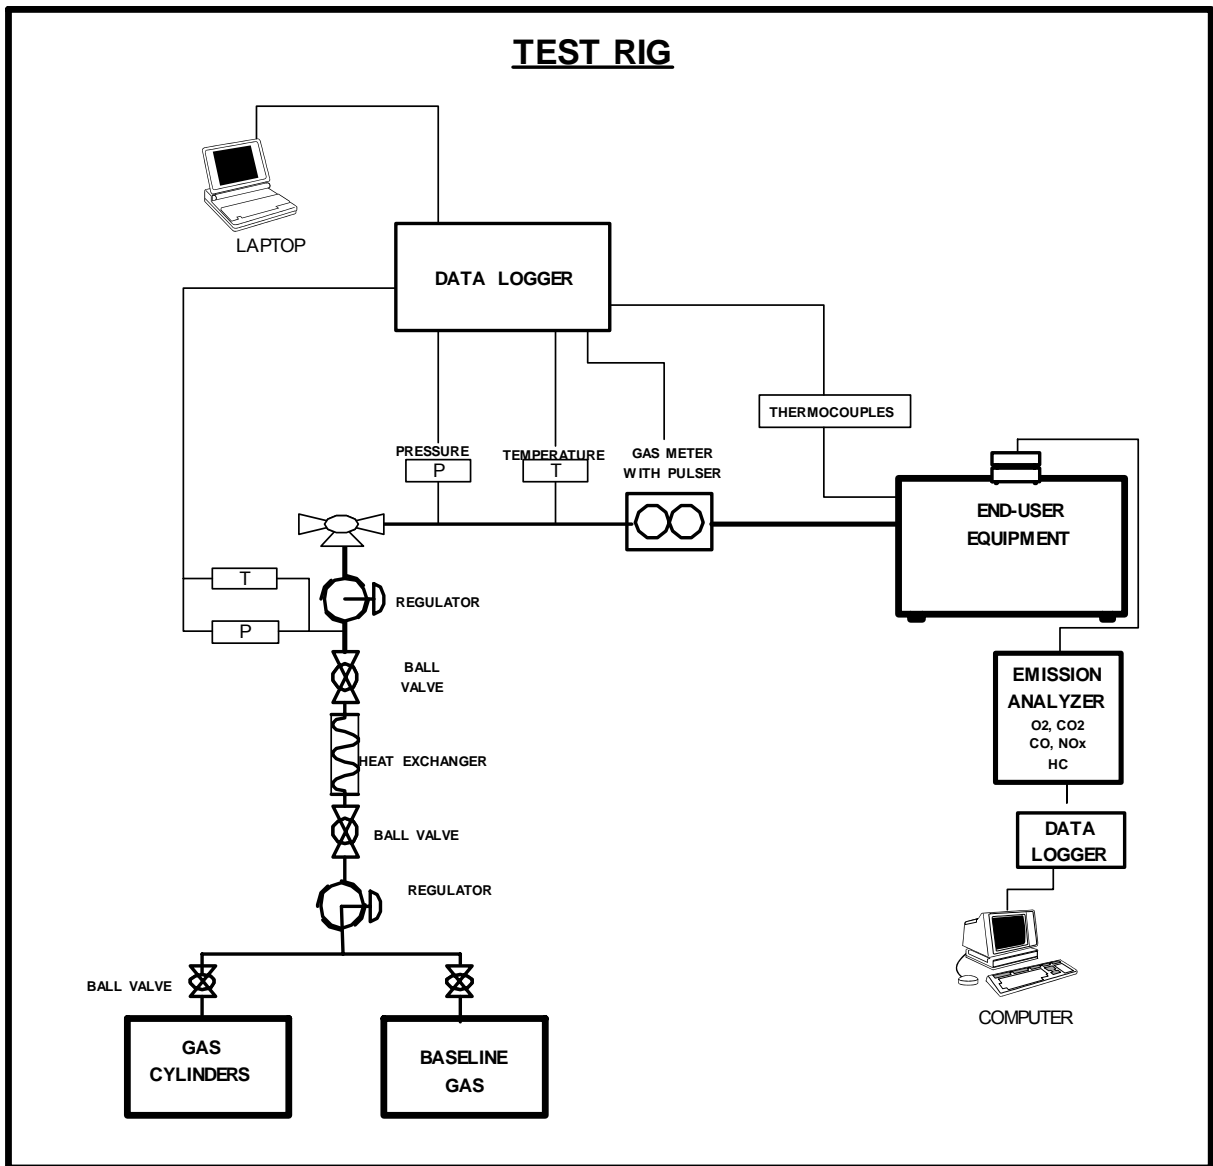 TEST RIG
LAPTOP
DATA LOGGER
THERMOCOUPLES
PRESSURE
P
TEMPERATURE
T
GAS METER
WITH PULSER
END-USER
EQUIPMENT
T
P
REGULATOR
BALL
VALVE
HEAT EXCHANGER
BALL VALVE
REGULATOR
EMISSION
ANALYZER
O2, CO2
CO, NOx
HC
DATA
LOGGER
COMPUTER
BALL VALVE
GAS
CYLINDERS
BASELINE
GAS